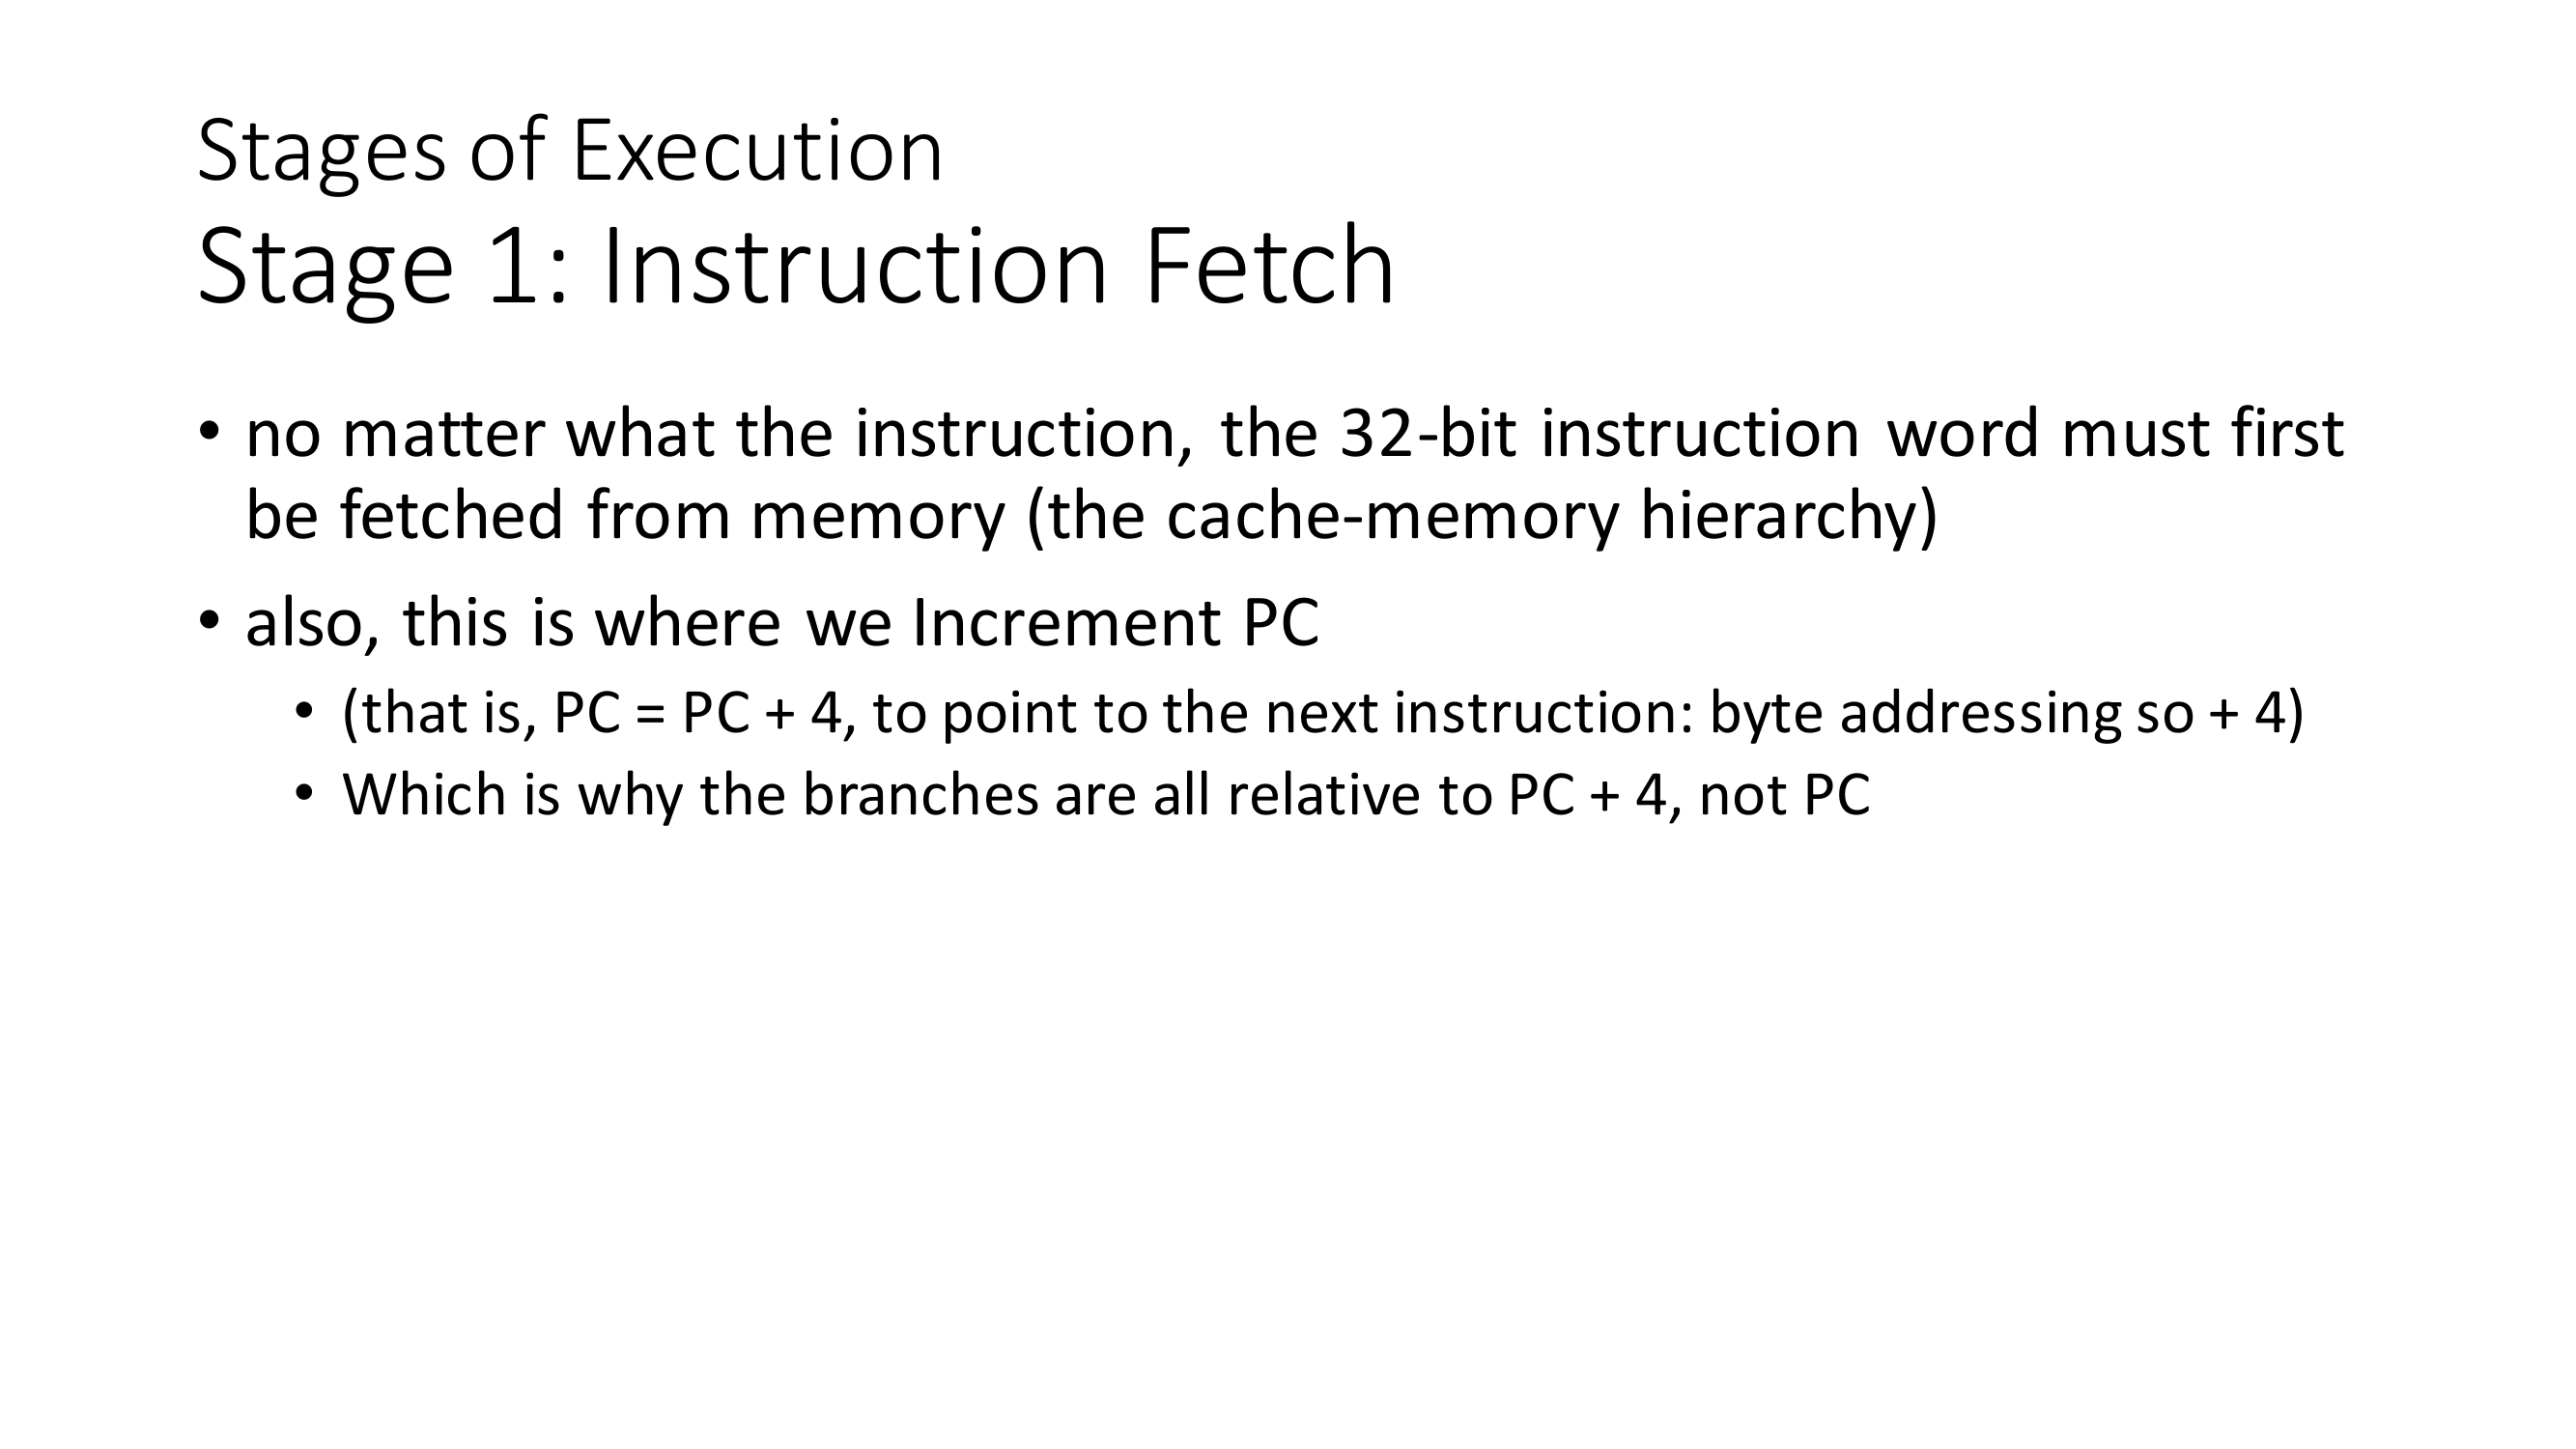 Stages of Execution
Stage 1: Instruction Fetch
• no matter what the instruction, the 32-bit instruction word must first
be fetched from memory (the cache-memory hierarchy)
• also, this is where we Increment PC
• (that is, PC = PC + 4, to point to the next instruction: byte addressing so + 4)
• Which is why the branches are all relative to PC + 4, not PC